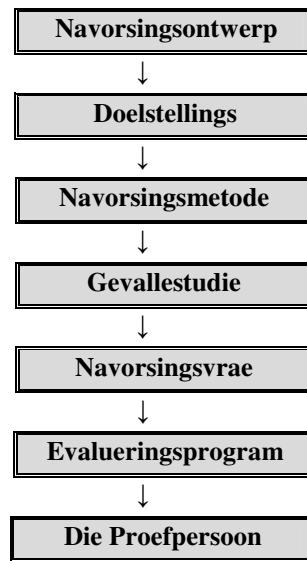 Navorsingsontwerp
↓
Doelstellings
↓
Navorsingsmetode
↓
Gevallestudie
↓
Navorsingsvrae
↓
Evalueringsprogram
↓
Die Proefpersoon